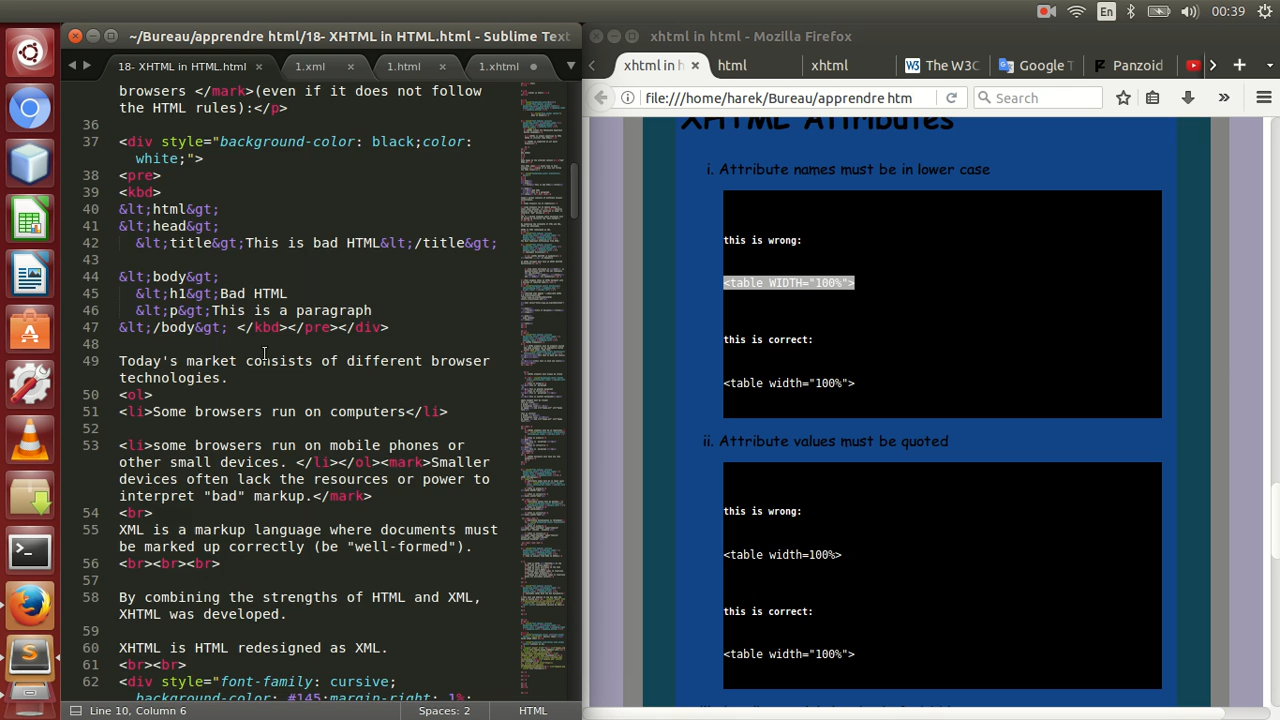 En
00:39
~/Bureau/apprendre html/18- XHTML in HTML.html - Sublime Text
18- XHTML in HTML.html × 1.xml × 1.html × 1.xhtml
browsers </mark>(even if it does not follow
the HTML rules):</p>
36
37 <div style="background-color: black;color:
white;">
38 <pre>
39 <kbd>
40 &lt;html&gt;
41 &lt;head&gt;
42 &lt;title&gt;This is bad HTML&lt;/title&gt;
43
44 &lt;body&gt;
45 &lt;h1&gt;Bad HTML
46 &lt;p&gt;This is a paragraph
47 &lt;/body&gt; </kbd></pre></div>
48
49 Today's market consists of different browser
technologies.
50 <ol>
51 <li>Some browsers run on computers</li>
52
53 <li>some browsers run on mobile phones or
other small devices. </li></ol><mark>Smaller
devices often lack the resources or power to
interpret "bad" markup.</mark>
54 <br>
55 XML is a markup language where documents must
be marked up correctly (be "well-formed").
56 <br><br><br>
57
58 By combining the strengths of HTML and XML,
XHTML was developed.
59
60 XHTML is HTML redesigned as XML.
61 <br><br>
62 <div style="font-family: cursive;
background-color: #145;margin-right: 1%
Line 10, Column 6 Spaces: 2 HTML
xhtml in html - Mozilla Firefox
xhtml in h × html xhtml The W3C Google T Panzoid
file:///home/harek/Bureau/apprendre htm
Search
XHTML Attributes
i. Attribute names must be in lower case
this is wrong:
<table WIDTH="100%">
this is correct:
<table width="100%">
ii. Attribute values must be quoted
this is wrong:
<table width=100%>
this is correct:
<table width="100%">